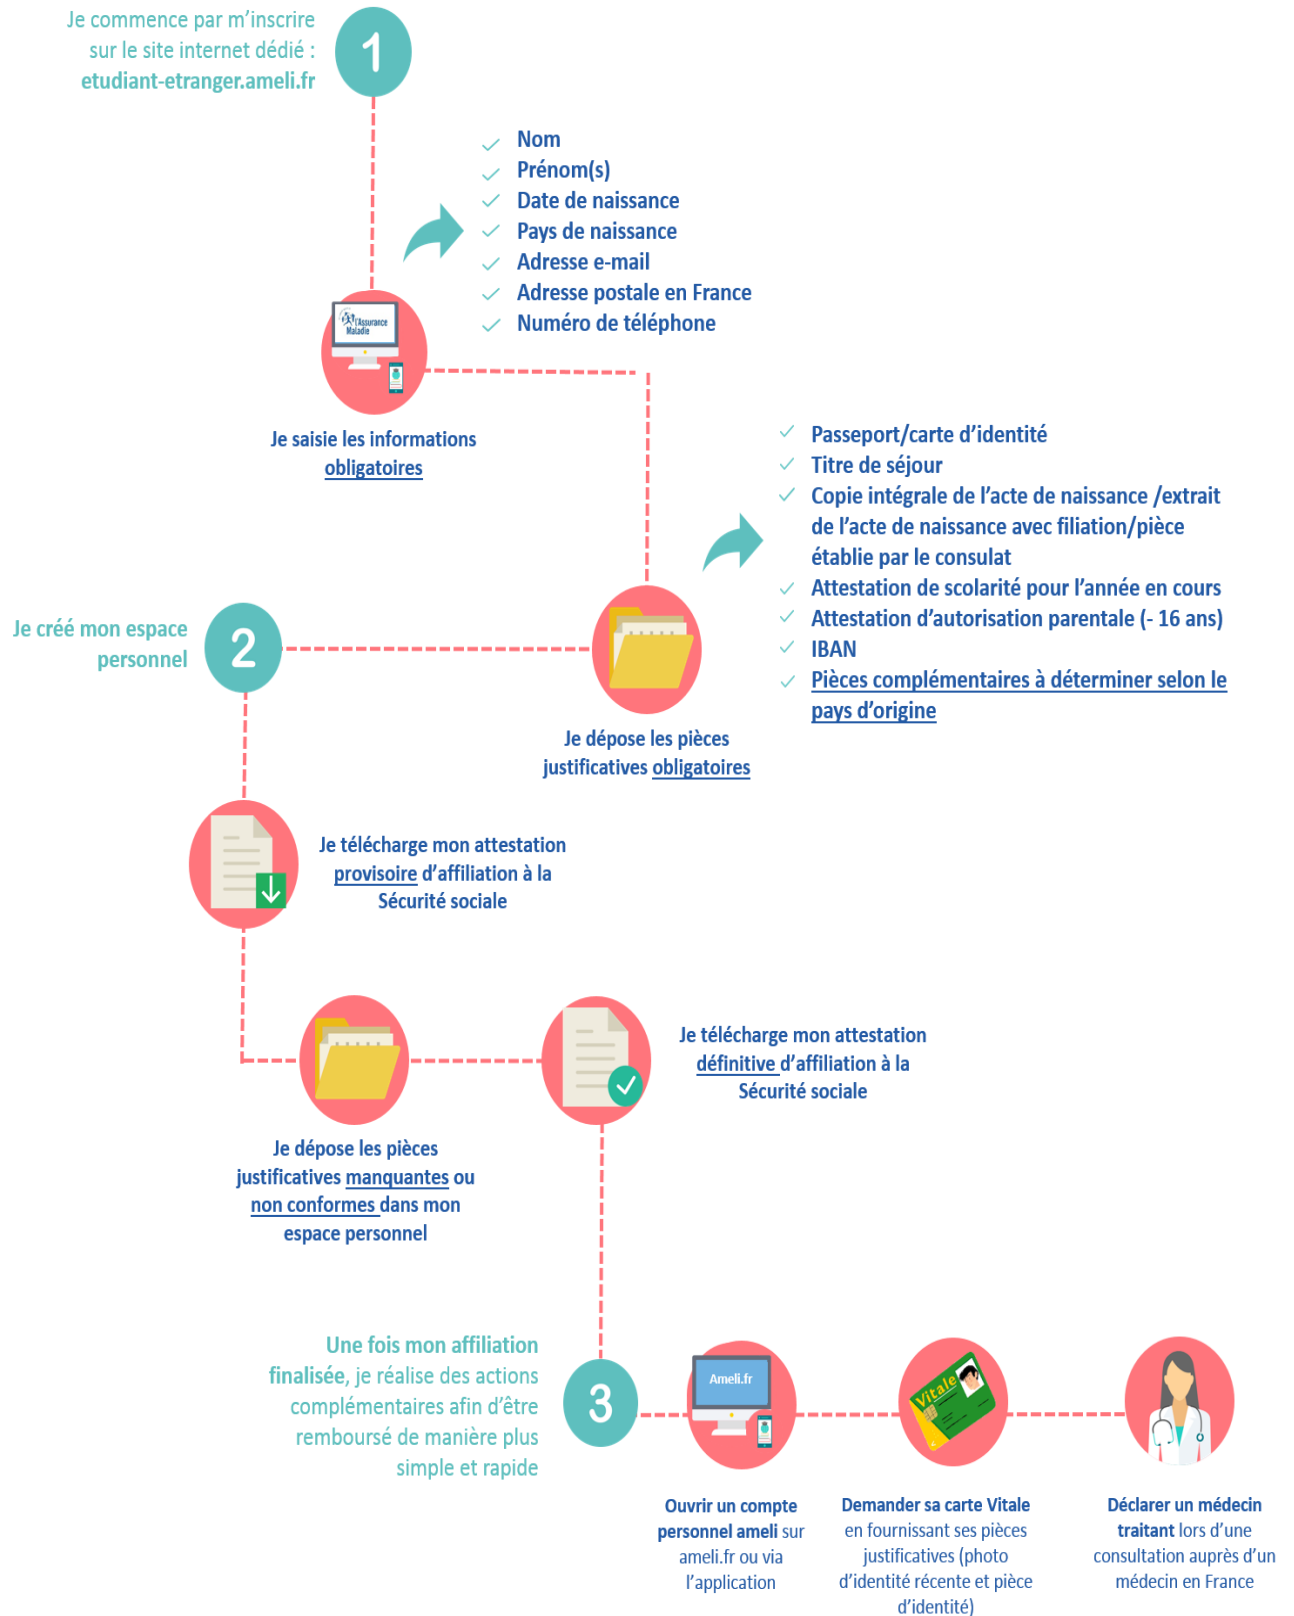 Je commence par m’inscrire
sur le site internet dédié :
etudiant-etranger.ameli.fr
1
Nom
Prénom(s)
Date de naissance
Pays de naissance
Adresse e-mail
Adresse postale en France
Numéro de téléphone
l'Assurance
Maladie
Je saisie les informations
obligatoires
Passeport/carte d’identité
Titre de séjour
Copie intégrale de l’acte de naissance /extrait
de l’acte de naissance avec filiation/pièce
établie par le consulat
Attestation de scolarité pour l’année en cours
Attestation d’autorisation parentale (- 16 ans)
IBAN
Pièces complémentaires à déterminer selon le
pays d’origine
Je dépose les pièces
justificatives obligatoires
Je créé mon espace
personnel
2
Je télécharge mon attestation
provisoire d’affiliation à la
Sécurité sociale
Je dépose les pièces
justificatives manquantes ou
non conformes dans mon
espace personnel
Je télécharge mon attestation
définitive d’affiliation à la
Sécurité sociale
Une fois mon affiliation
finalisée, je réalise des actions
complémentaires afin d’être
remboursé de manière plus
simple et rapide
3
Ameli.fr
Ouvrir un compte
personnel ameli sur
ameli.fr ou via
l’application
Vitale
Demander sa carte Vitale
en fournissant ses pièces
justificatives (photo
d’identité récente et pièce
d’identité)
Déclarer un médecin
traitant lors d’une
consultation auprès d’un
médecin en France